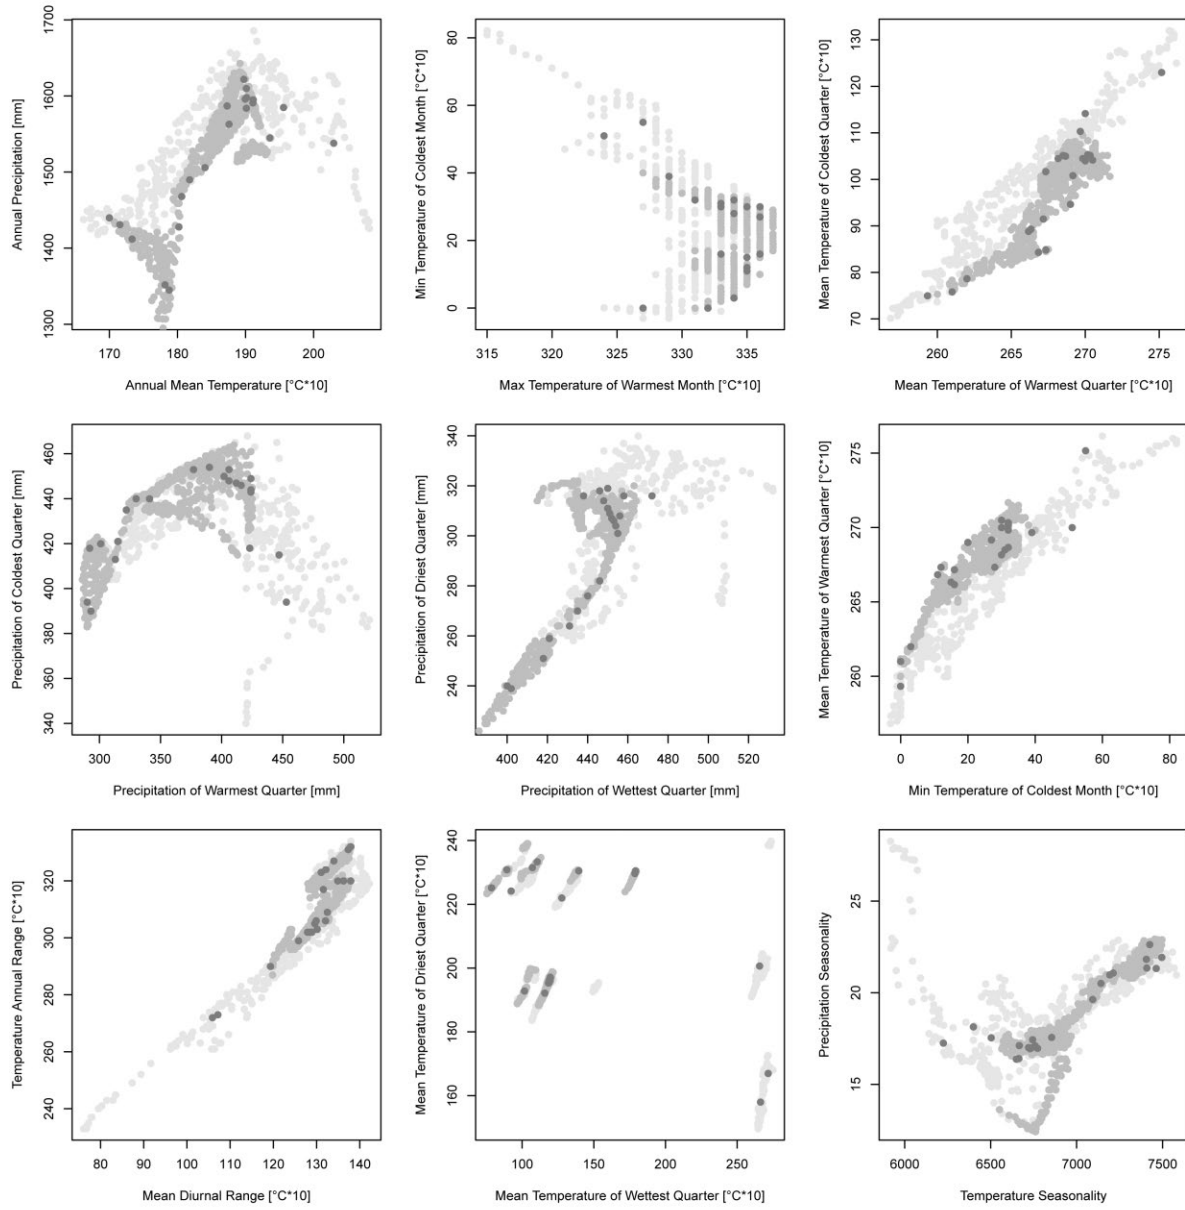 1700
1600
1500
1400
1300
Annual Precipitation [mm]
170 180 190 200
Annual Mean Temperature [°C*10]
80
60
40
20
0
Min Temperature of Coldest Month [°C*10]
315 320 325 330 335
Max Temperature of Warmest Month [°C*10]
130
120
110
100
90
80
70
Mean Temperature of Coldest Quarter [°C*10]
260 265 270 275
Mean Temperature of Warmest Quarter [°C*10]
460
440
420
400
380
360
340
Precipitation of Coldest Quarter [mm]
300 350 400 450 500
Precipitation of Warmest Quarter [mm]
340
320
300
280
260
240
Precipitation of Driest Quarter [mm]
400 420 440 460 480 500 520
Precipitation of Wettest Quarter [mm]
275
270
265
260
Mean Temperature of Warmest Quarter [°C*10]
0 20 40 60 80
Min Temperature of Coldest Month [°C*10]
320
300
280
260
240
Temperature Annual Range [°C*10]
80 90 100 110 120 130 140
Mean Diurnal Range [°C*10]
240
220
200
180
160
Mean Temperature of Driest Quarter [°C*10]
100 150 200 250
Mean Temperature of Wettest Quarter [°C*10]
25
20
15
Precipitation Seasonality
6000 6500 7000 7500
Temperature Seasonality